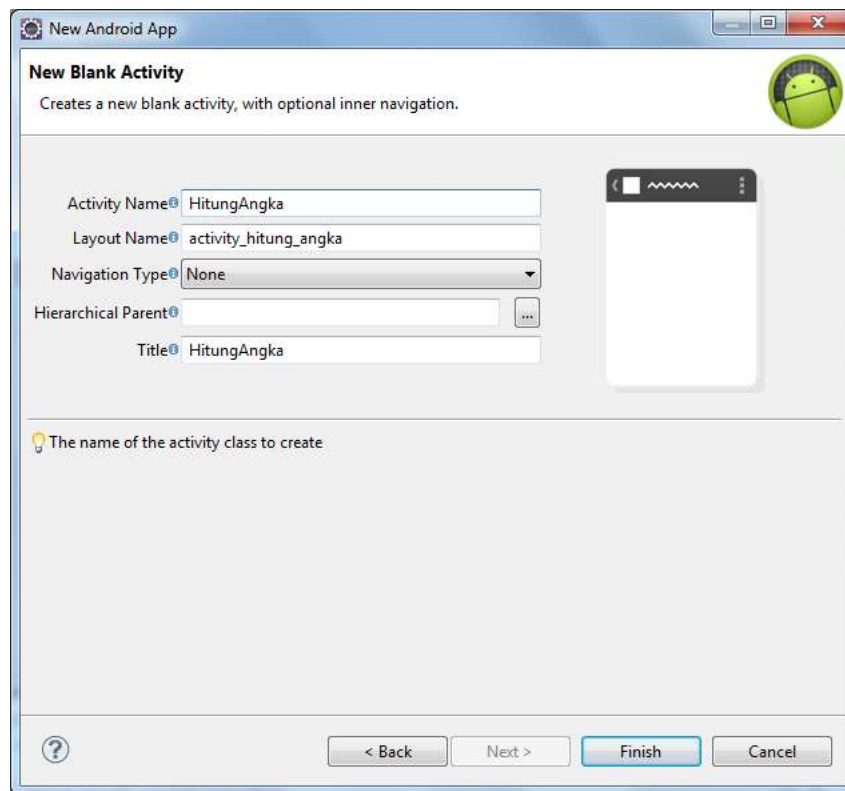 New Android App
New Blank Activity
Creates a new blank activity, with optional inner navigation.
Activity Name HitungAngka
Layout Name activity_hitung_angka
Navigation Type None
Hierarchical Parent ...
Title HitungAngka
The name of the activity class to create
? < Back Next > Finish Cancel